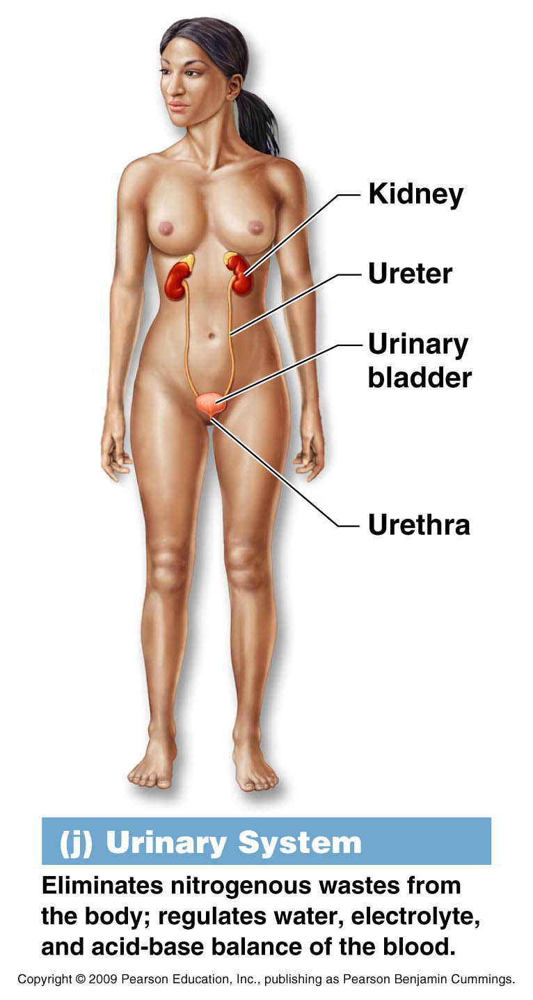 Kidney
Ureter
Urinary
bladder
Urethra
(j) Urinary System
Eliminates nitrogenous wastes from
the body; regulates water, electrolyte,
and acid-base balance of the blood.
Copyright © 2009 Pearson Education, Inc., publishing as Pearson Benjamin Cummings.